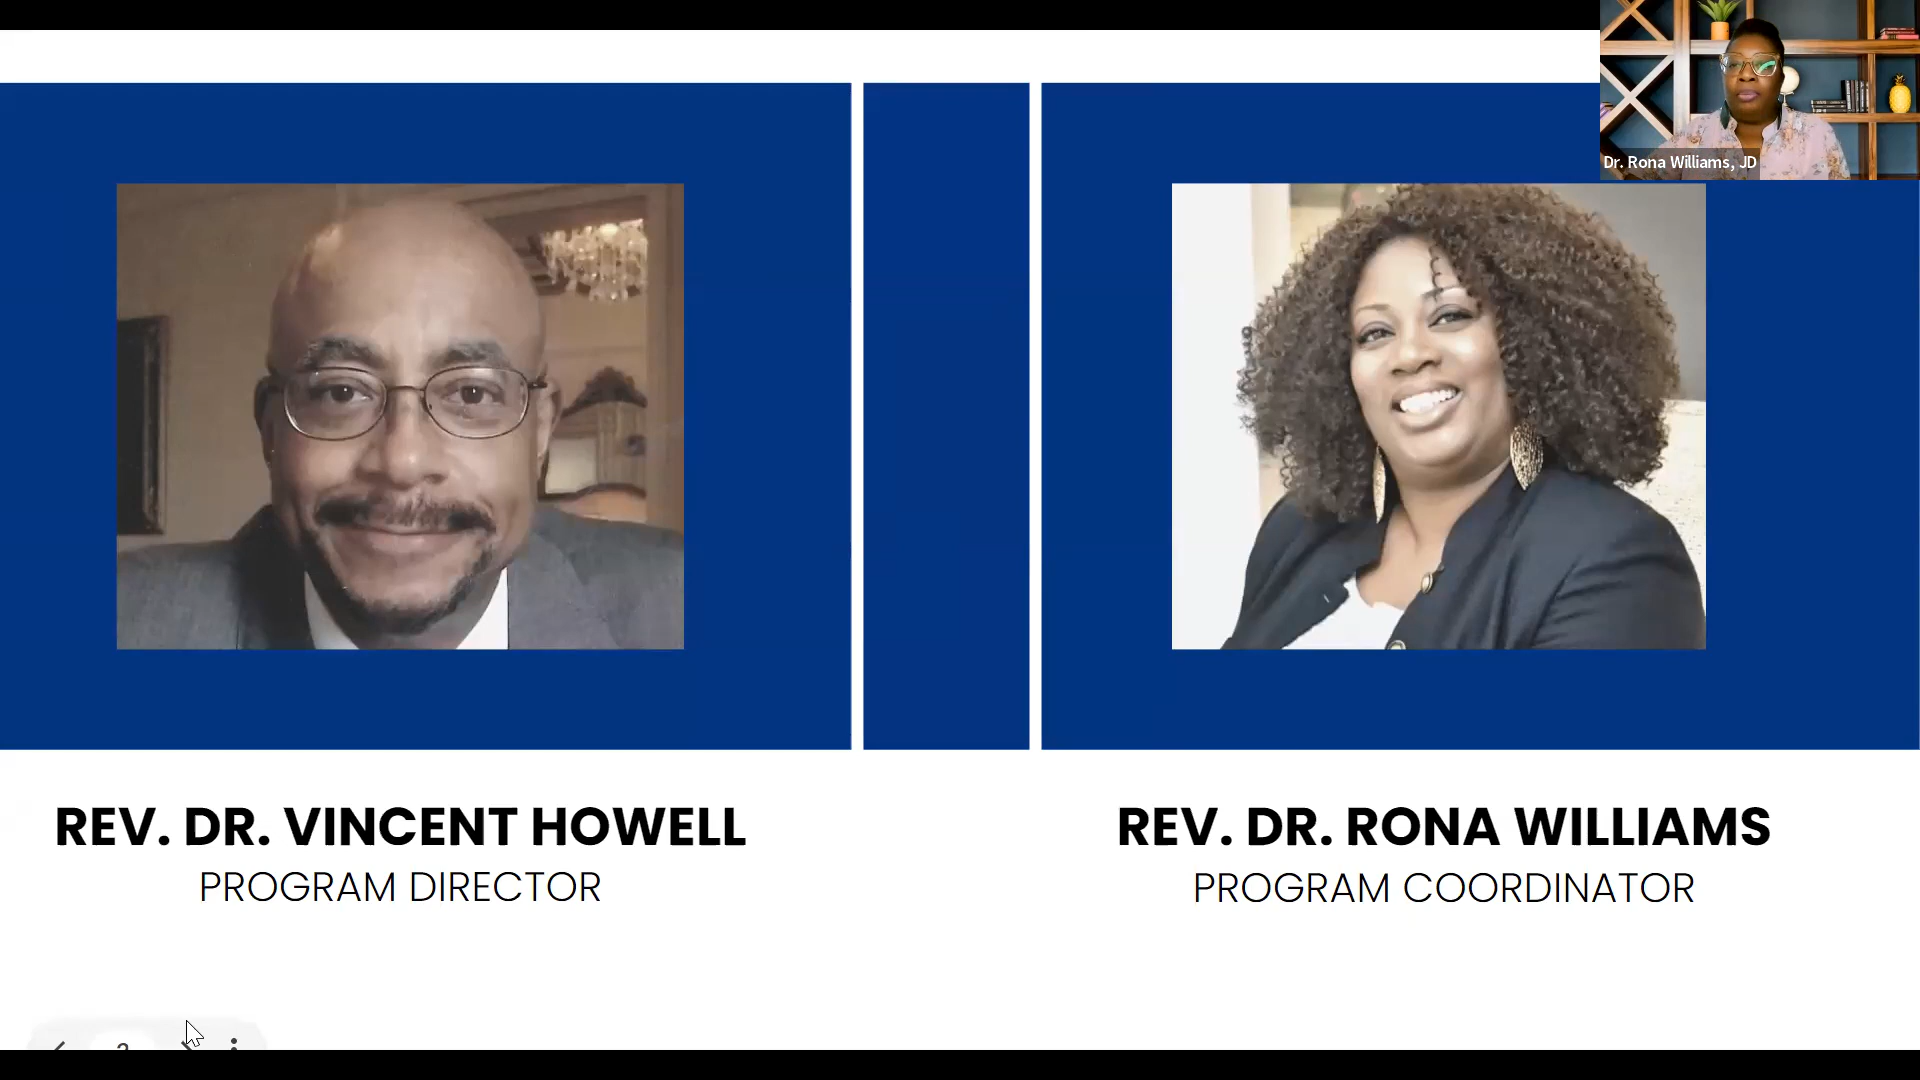 Dr. Rona Williams, JD
REV. DR. VINCENT HOWELL
PROGRAM DIRECTOR
REV. DR. RONA WILLIAMS
PROGRAM COORDINATOR